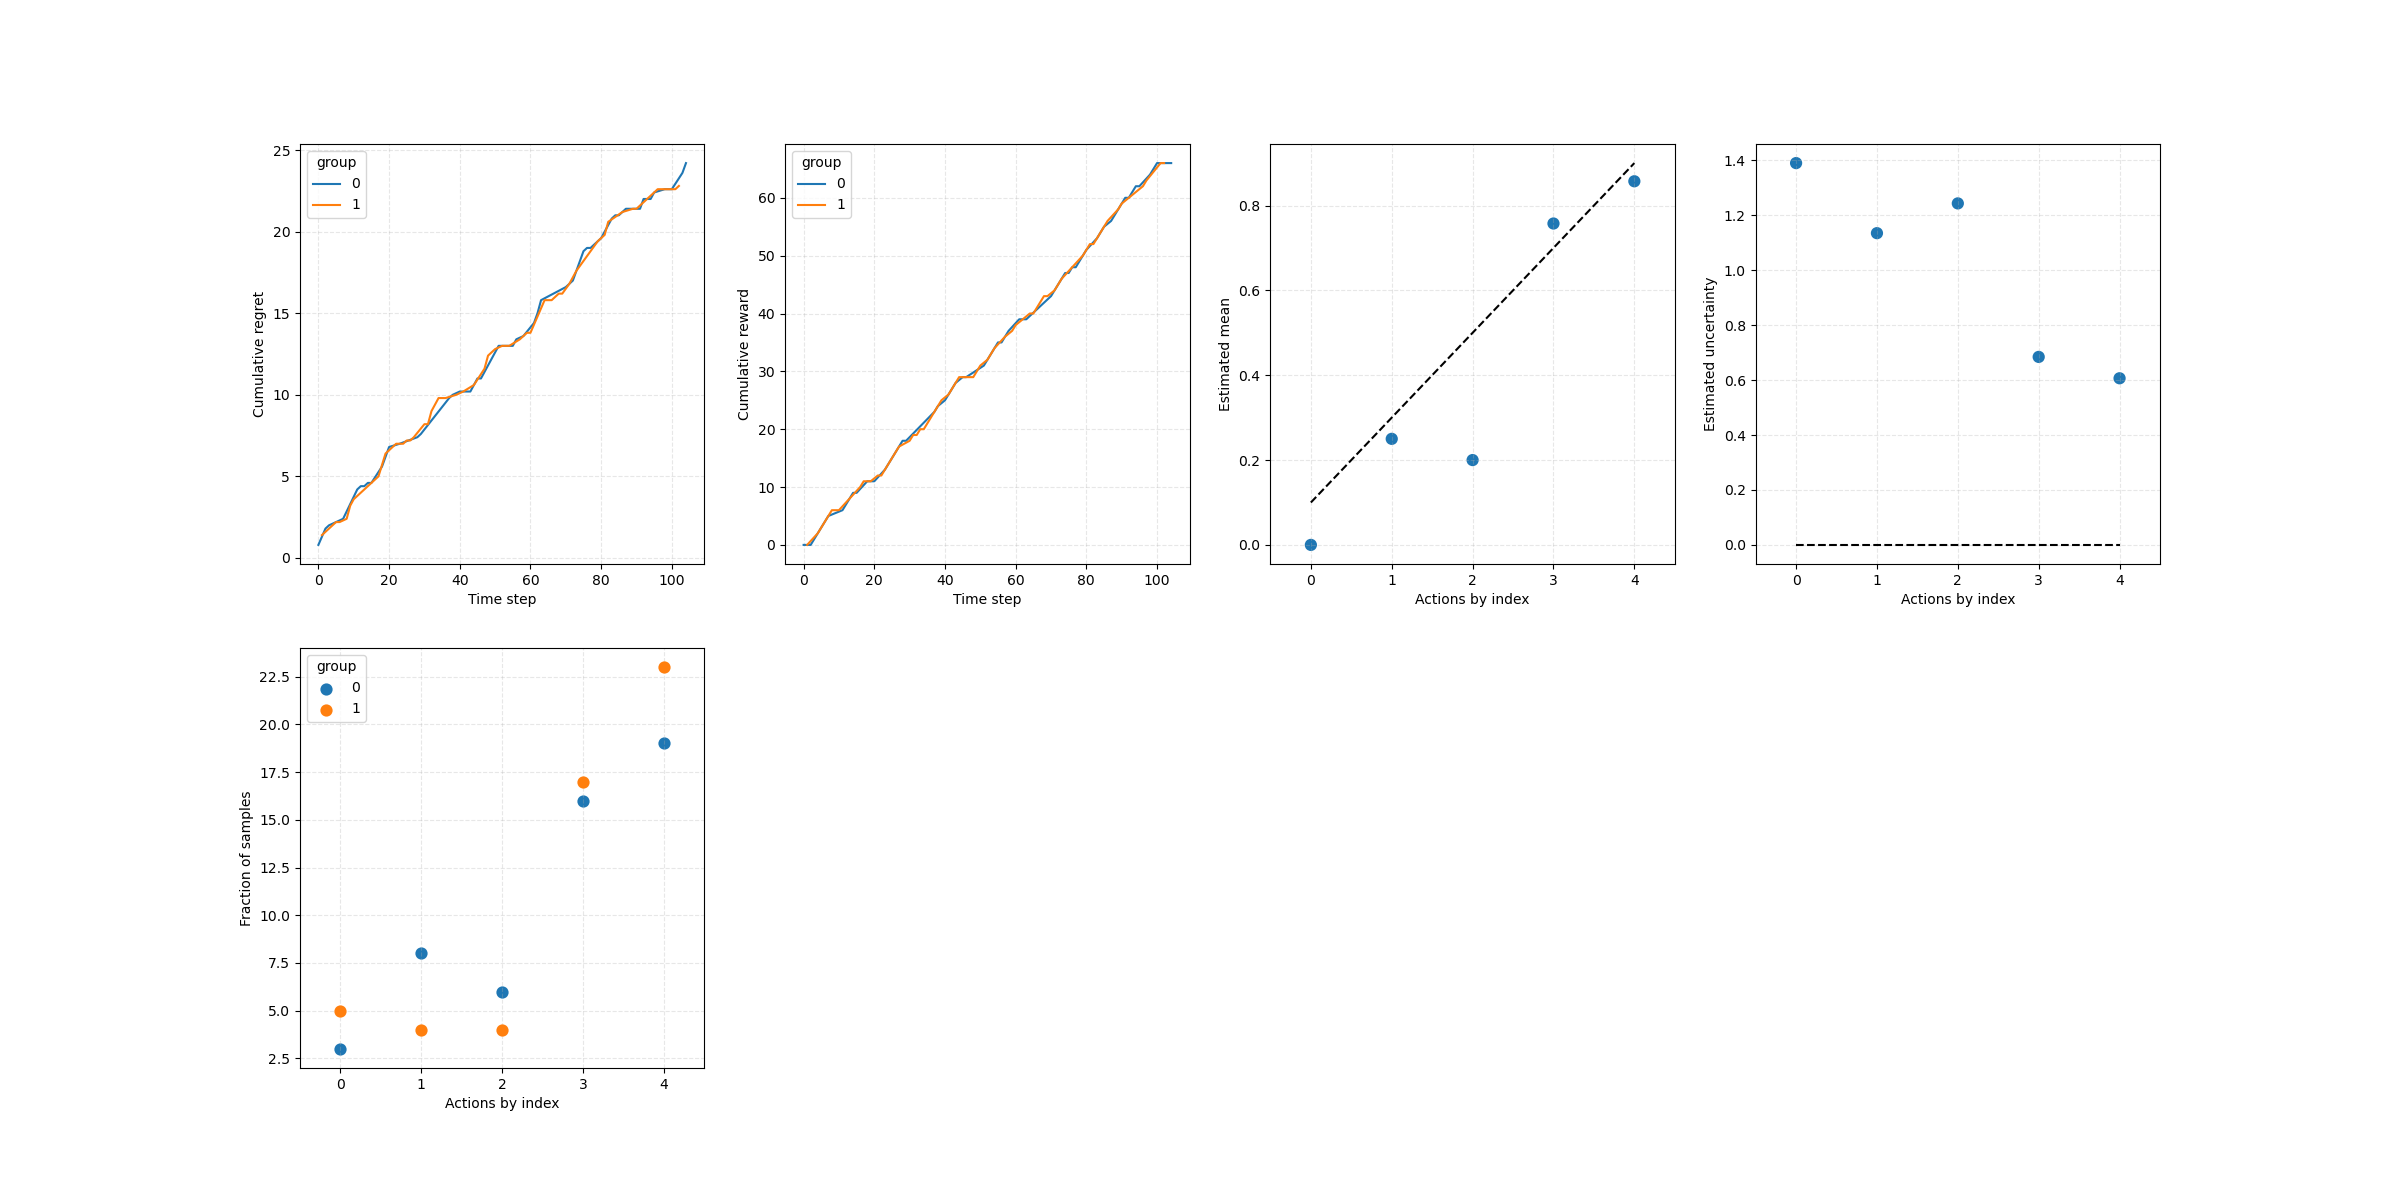 group
0
1
25
20
15
10
5
0
Cumulative regret
0 20 40 60 80 100
Time step
group
0
1
60
50
40
30
20
10
0
Cumulative reward
0 20 40 60 80 100
Time step
0.8
0.6
0.4
0.2
0.0
Estimated mean
0 1 2 3 4
Actions by index
1.4
1.2
1.0
0.8
0.6
0.4
0.2
0.0
Estimated uncertainty
0 1 2 3 4
Actions by index
group
0
1
22.5
20.0
17.5
15.0
12.5
10.0
7.5
5.0
2.5
Fraction of samples
0 1 2 3 4
Actions by index